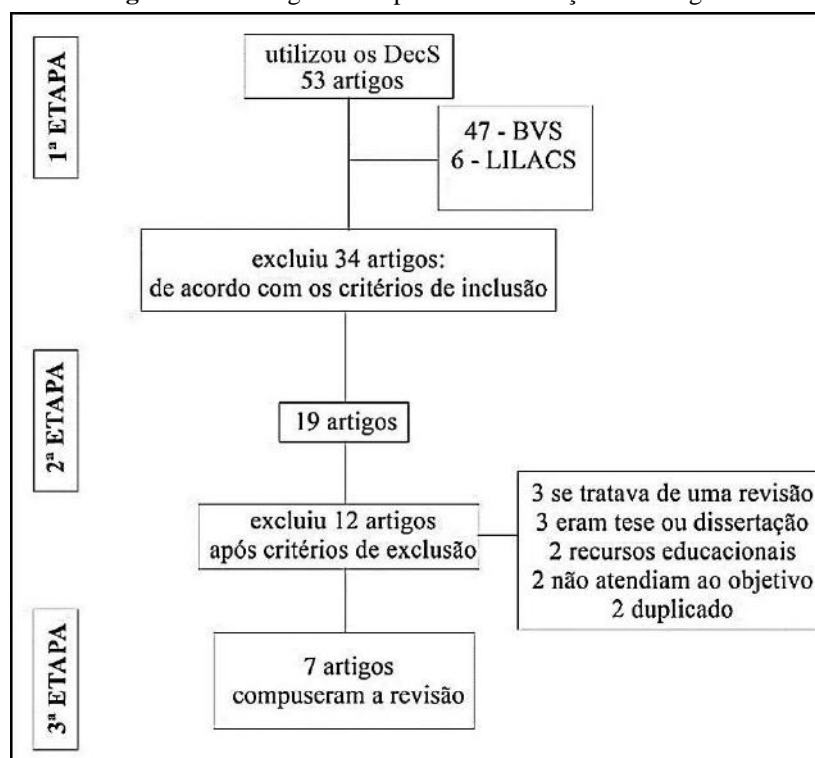 1ª ETAPA
utilizou os DecS
53 artigos
47 - BVS
6 - LILACS
excluiu 34 artigos:
de acordo com os critérios de inclusão
2ª ETAPA
19 artigos
excluiu 12 artigos
após critérios de exclusão
3 se tratava de uma revisão
3 eram tese ou dissertação
2 recursos educacionais
2 não atendiam ao objetivo
2 duplicado
3ª ETAPA
7 artigos
compuseram a revisão